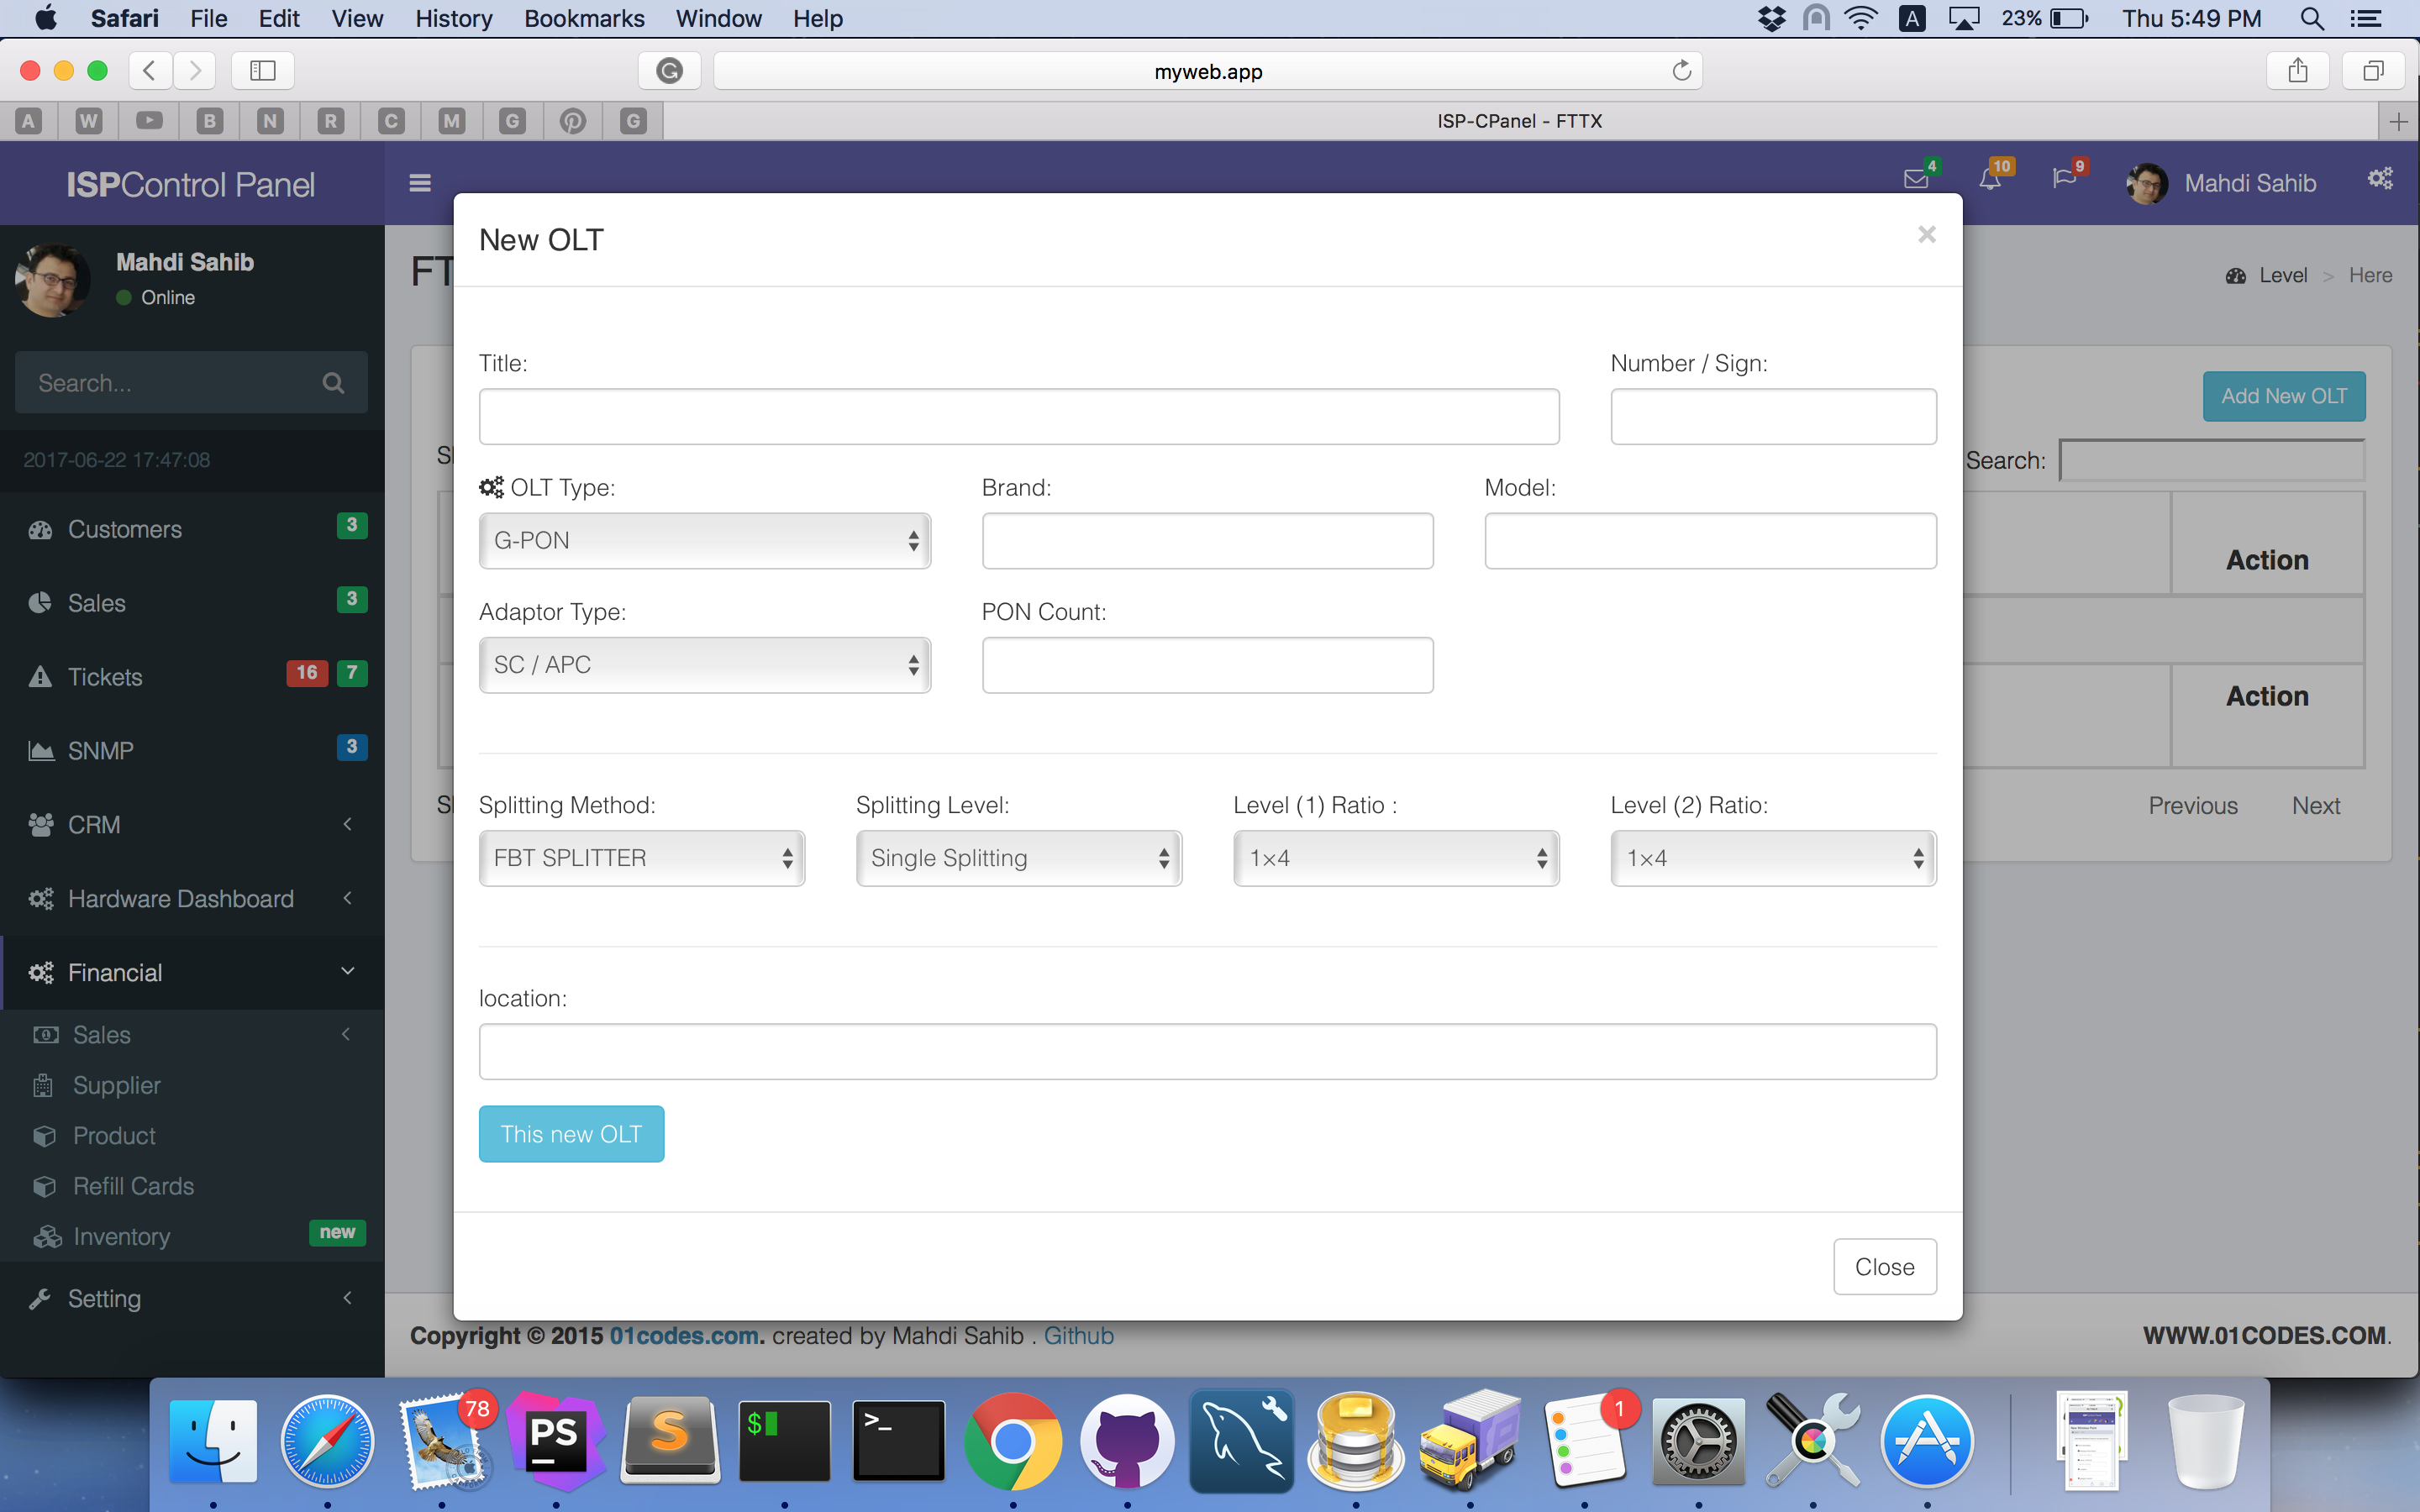 Safari File Edit View History Bookmarks Window Help 23% Thu 5:49 PM
myweb.app
A W B N R C M G G ISP-CPanel - FTTX
ISPControl Panel 4 10 9 Mahdi Sahib
New OLT ×
Mahdi Sahib
Online
FT
Level > Here
Search...
Title: Number / Sign:
Add New OLT
2017-06-22 17:47:08
Search:
OLT Type: Brand: Model:
G-PON
Customers 3
Action
Adaptor Type: PON Count:
SC / APC
Sales 3
Tickets 16 7
Action
SNMP 3
Splitting Method: Splitting Level: Level (1) Ratio : Level (2) Ratio:
Previous Next
FBT SPLITTER Single Splitting 1×4 1×4
CRM
Hardware Dashboard
Financial
location:
Sales
Supplier
Product
This new OLT
Refill Cards
Inventory new
Close
Setting
Copyright © 2015 01codes.com. created by Mahdi Sahib . Github WWW.01CODES.COM.
78 PS S $ >_ 1